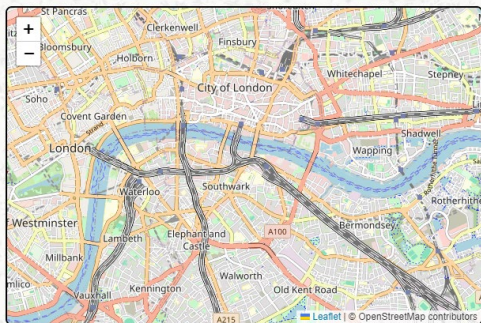 St Pancras
+
−
Clerkenwell
Bloomsbury
Finsbury
Holborn
Whitechapel
Stepney
City of London
Soho
Covent Garden
Strand
Shadwell
London
Wapping
Waterloo
Southwark
Rotherhithe Tunnel
Rotherhithe
Westminster
Lambeth
Elephant and
Castle
A100
Bermondsey
Millbank
Walworth
Kennington
Old Kent Road
Vauxhall
A215
Leaflet | © OpenStreetMap contributors